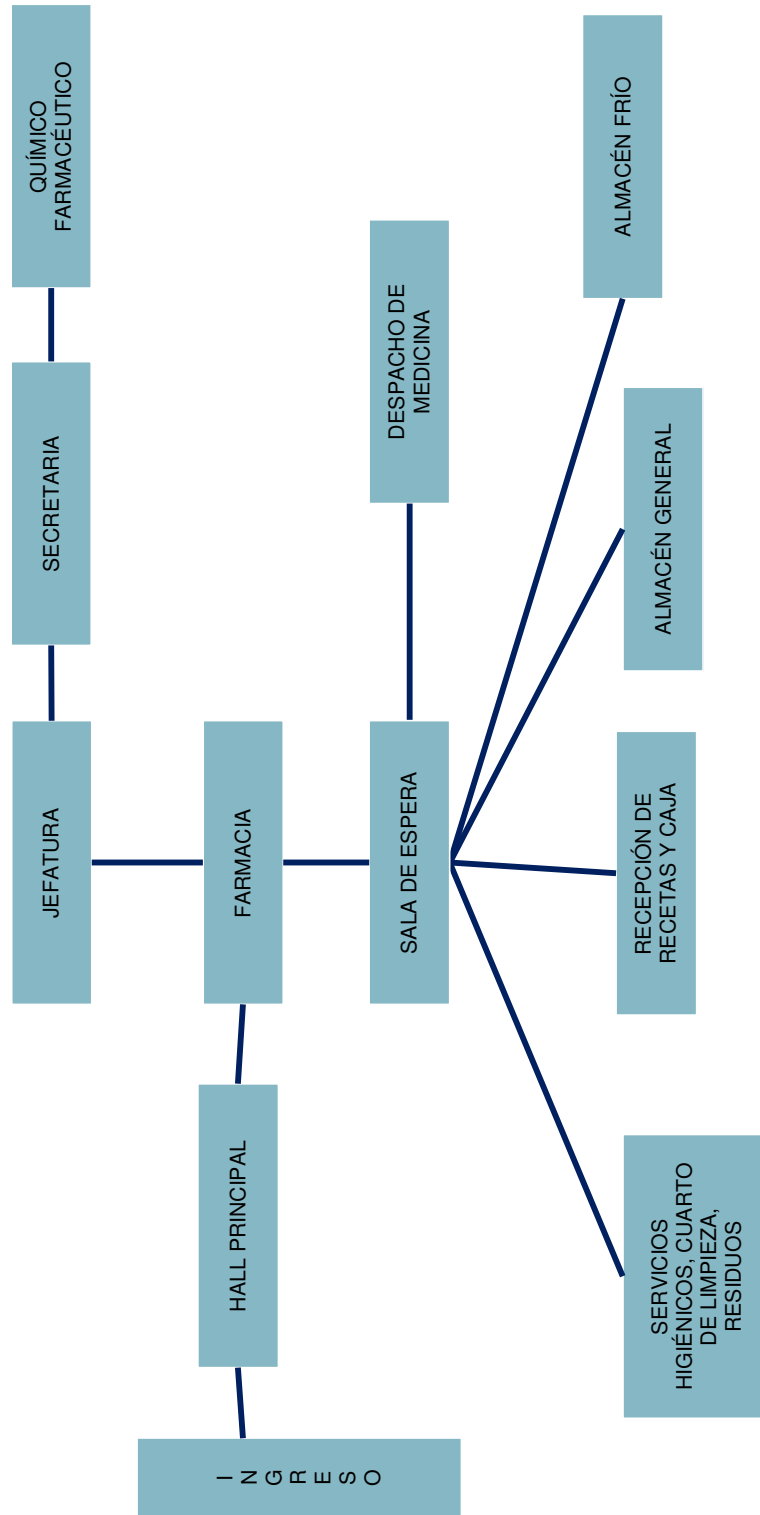 JEFATURA
SECRETARIA
QUÍMICO
FARMACÉUTICO
INGRESO
HALL PRINCIPAL
FARMACIA
SALA DE ESPERA
DESPACHO DE
MEDICINA
SERVICIOS
HIGIÉNICOS, CUARTO
DE LIMPIEZA,
RESIDUOS
RECEPCIÓN DE
RECETAS Y CAJA
ALMACÉN GENERAL
ALMACÉN FRÍO